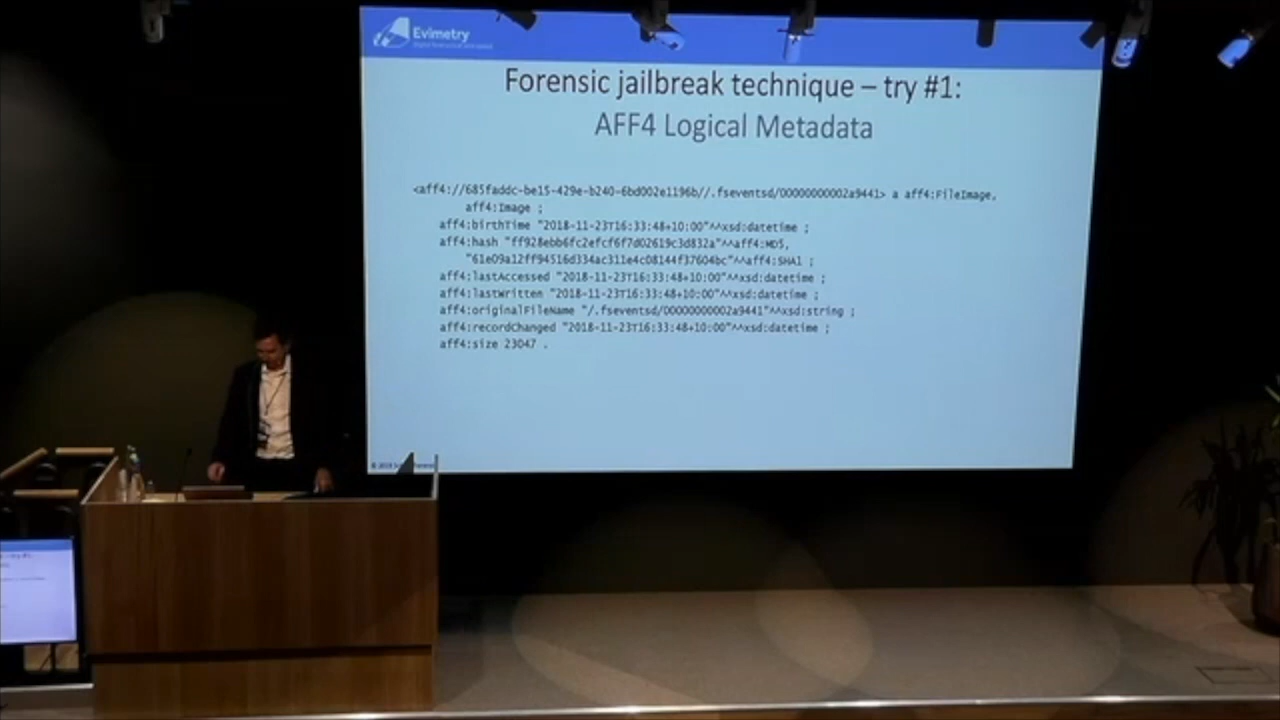 Evimetry
Forensic jailbreak technique – try #1:
AFF4 Logical Metadata
<aff4://685faddc-be15-429e-b240-6bd002e1196b//.fseventsd/00000000002a9441> a aff4:FileImage,
aff4:Image ;
aff4:birthTime "2018-11-23T16:33:48+10:00"^^xsd:datetime ;
aff4:hash "ff928ebb6fc2efcf6f7d02619c3d832a"^^aff4:MD5,
"61e09a12ff94516d334ac311e4c08144f37604bc"^^aff4:SHA1 ;
aff4:lastAccessed "2018-11-23T16:33:48+10:00"^^xsd:datetime ;
aff4:lastWritten "2018-11-23T16:33:48+10:00"^^xsd:datetime ;
aff4:originalFileName "/.fseventsd/00000000002a9441"^^xsd:string ;
aff4:recordChanged "2018-11-23T16:33:48+10:00"^^xsd:datetime ;
aff4:size 23047 .